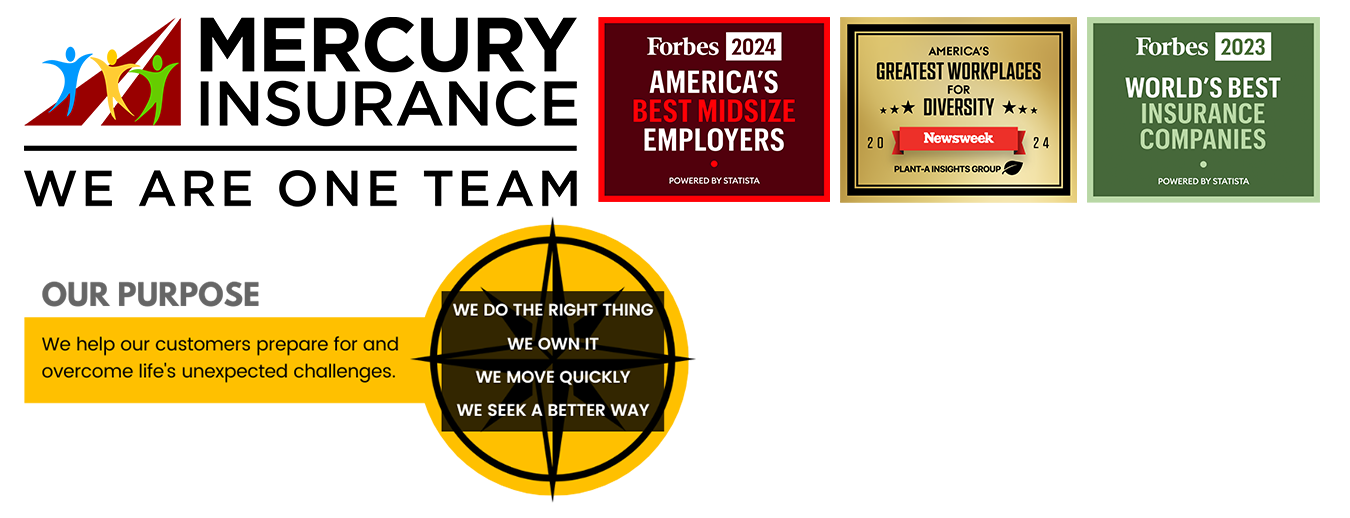 MERCURY
INSURANCE
WE ARE ONE TEAM
Forbes 2024
AMERICA'S
BEST MIDSIZE
EMPLOYERS
POWERED BY STATISTA
AMERICA'S
GREATEST WORKPLACES
FOR
DIVERSITY
20 Newsweek 24
PLANT-A INSIGHTS GROUP
Forbes 2023
WORLD'S BEST
INSURANCE
COMPANIES
POWERED BY STATISTA
OUR PURPOSE
We help our customers prepare for and
overcome life's unexpected challenges.
WE DO THE RIGHT THING
WE OWN IT
WE MOVE QUICKLY
WE SEEK A BETTER WAY